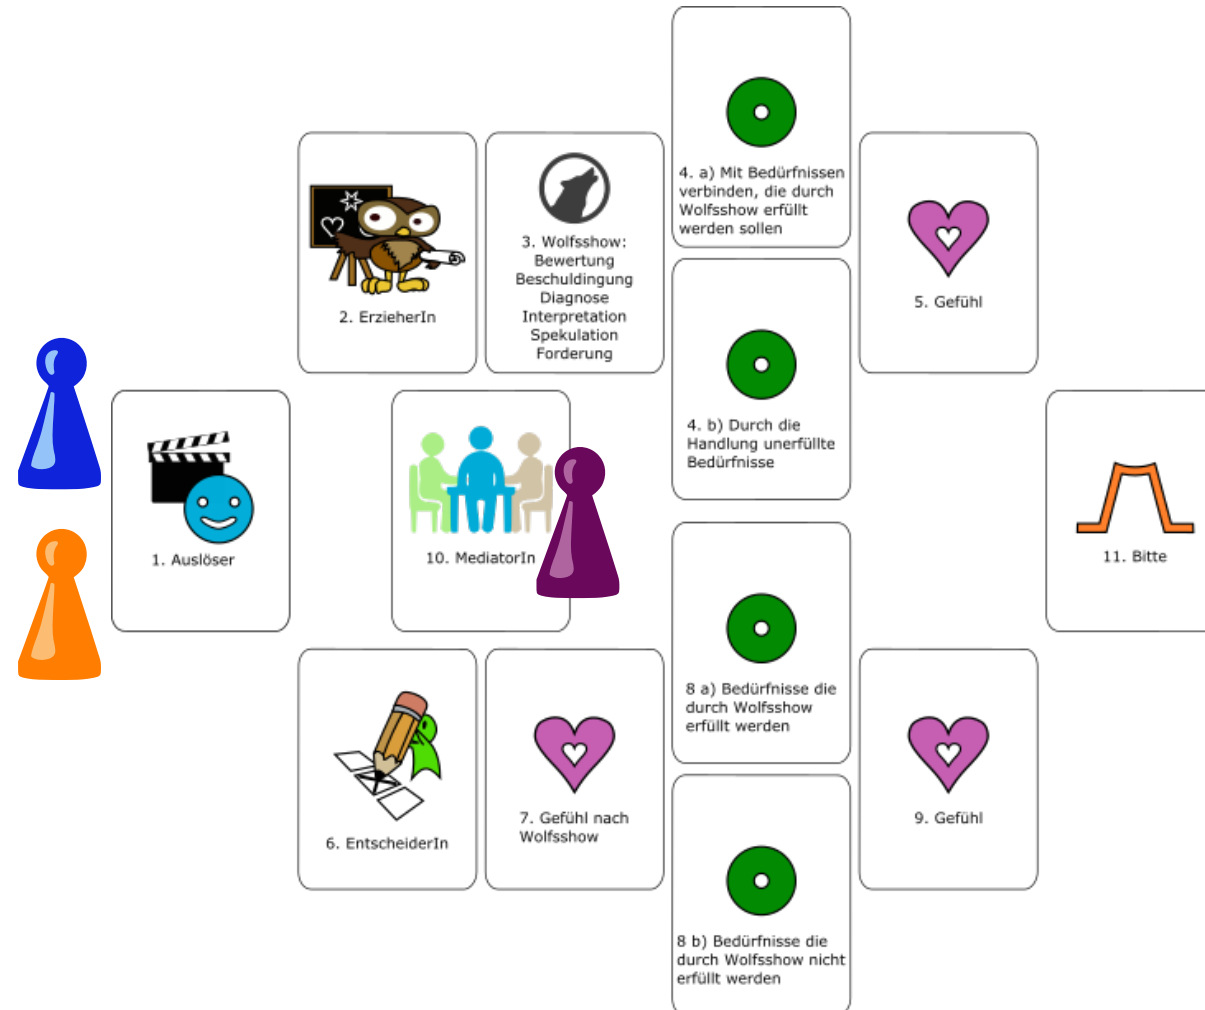 1. Auslöser
2. ErzieherIn
3. Wolfsshow:
Bewertung
Beschuldingung
Diagnose
Interpretation
Spekulation
Forderung
4. a) Mit Bedürfnissen
verbinden, die durch
Wolfsshow erfüllt
werden sollen
4. b) Durch die
Handlung unerfüllte
Bedürfnisse
5. Gefühl
6. EntscheiderIn
7. Gefühl nach
Wolfsshow
8 a) Bedürfnisse die
durch Wolfsshow
erfüllt werden
8 b) Bedürfnisse die
durch Wolfsshow nicht
erfüllt werden
9. Gefühl
10. MediatorIn
11. Bitte